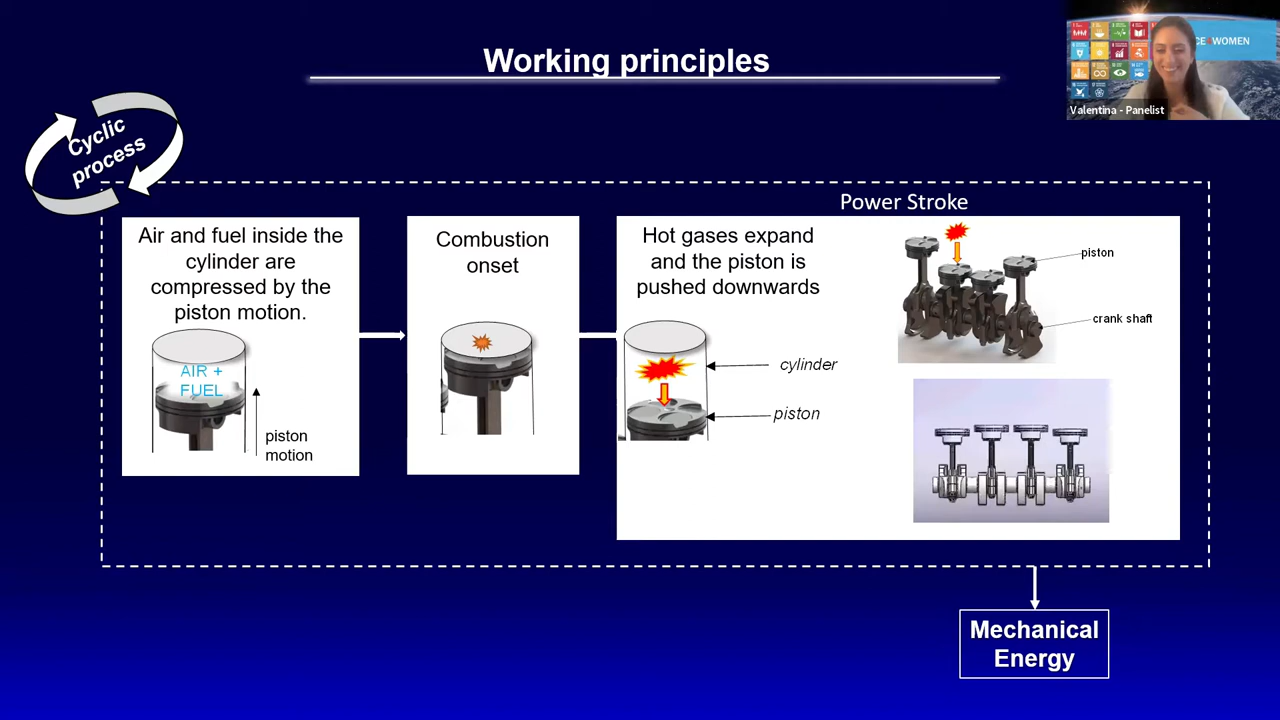 Working principles
CE4WOMEN
Valentina - Panelist
Cyclic
process
Power Stroke
Air and fuel inside the
cylinder are
compressed by the
piston motion.
AIR +
FUEL
piston
motion
Combustion
onset
Hot gases expand
and the piston is
pushed downwards
cylinder
piston
piston
crank shaft
Mechanical
Energy